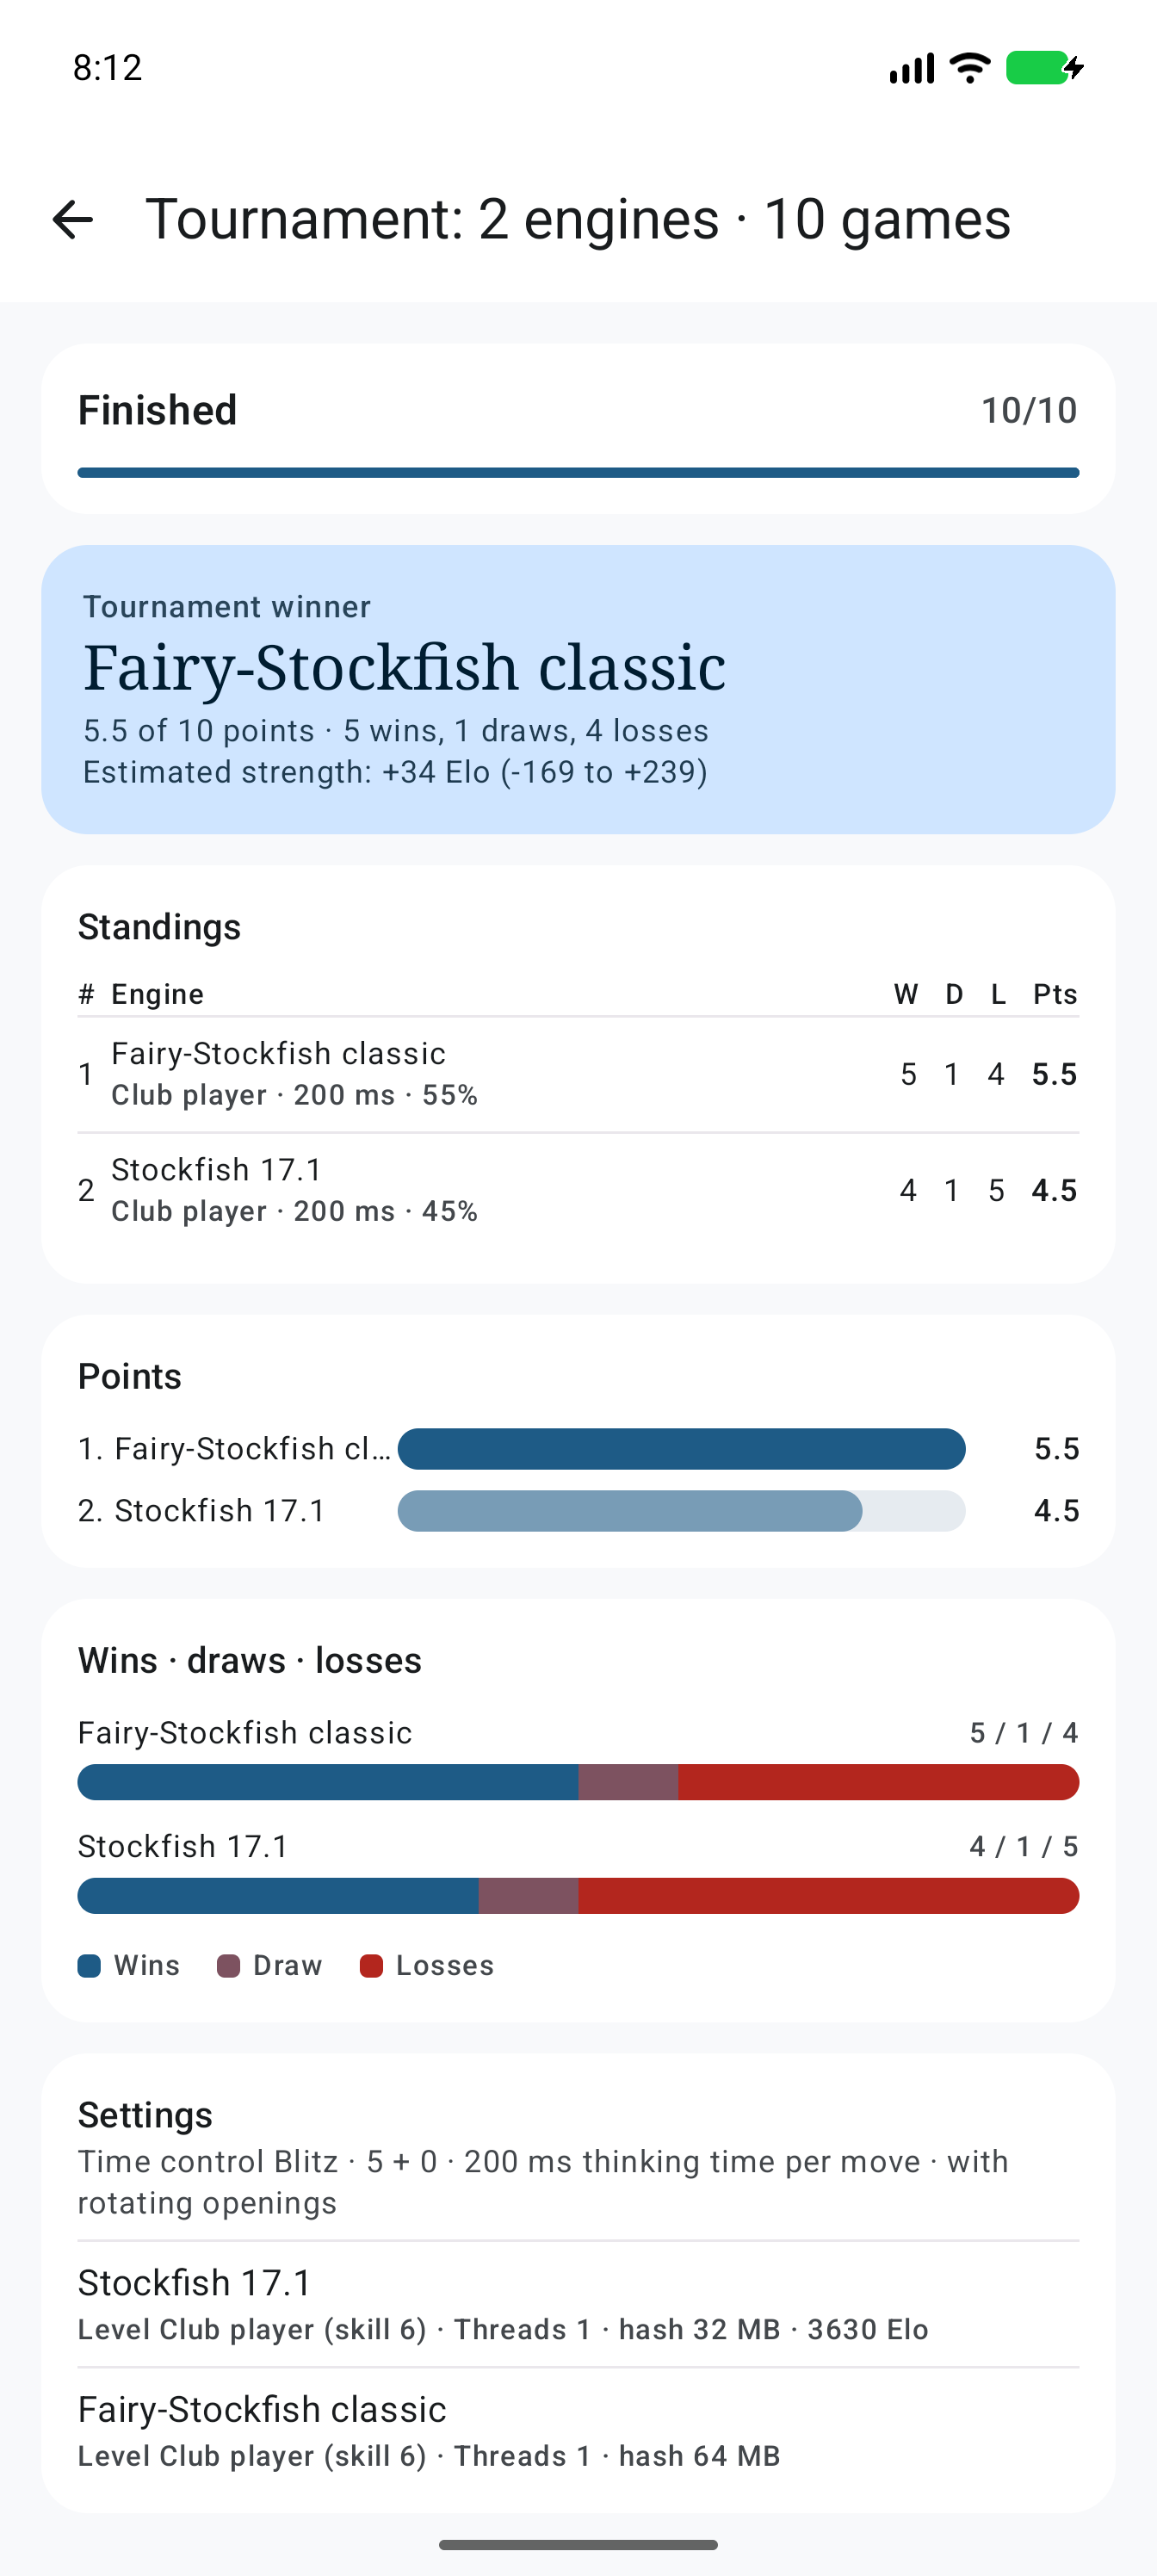 8:12
Tournament: 2 engines · 10 games
Finished 10/10
Tournament winner
Fairy-Stockfish classic
5.5 of 10 points · 5 wins, 1 draws, 4 losses
Estimated strength: +34 Elo (-169 to +239)
Standings
# Engine W D L Pts
1 Fairy-Stockfish classic 5 1 4 5.5
Club player · 200 ms · 55%
2 Stockfish 17.1 4 1 5 4.5
Club player · 200 ms · 45%
Points
1. Fairy-Stockfish cl… 5.5
2. Stockfish 17.1 4.5
Wins · draws · losses
Fairy-Stockfish classic 5 / 1 / 4
Stockfish 17.1 4 / 1 / 5
Wins Draw Losses
Settings
Time control Blitz · 5 + 0 · 200 ms thinking time per move · with
rotating openings
Stockfish 17.1
Level Club player (skill 6) · Threads 1 · hash 32 MB · 3630 Elo
Fairy-Stockfish classic
Level Club player (skill 6) · Threads 1 · hash 64 MB